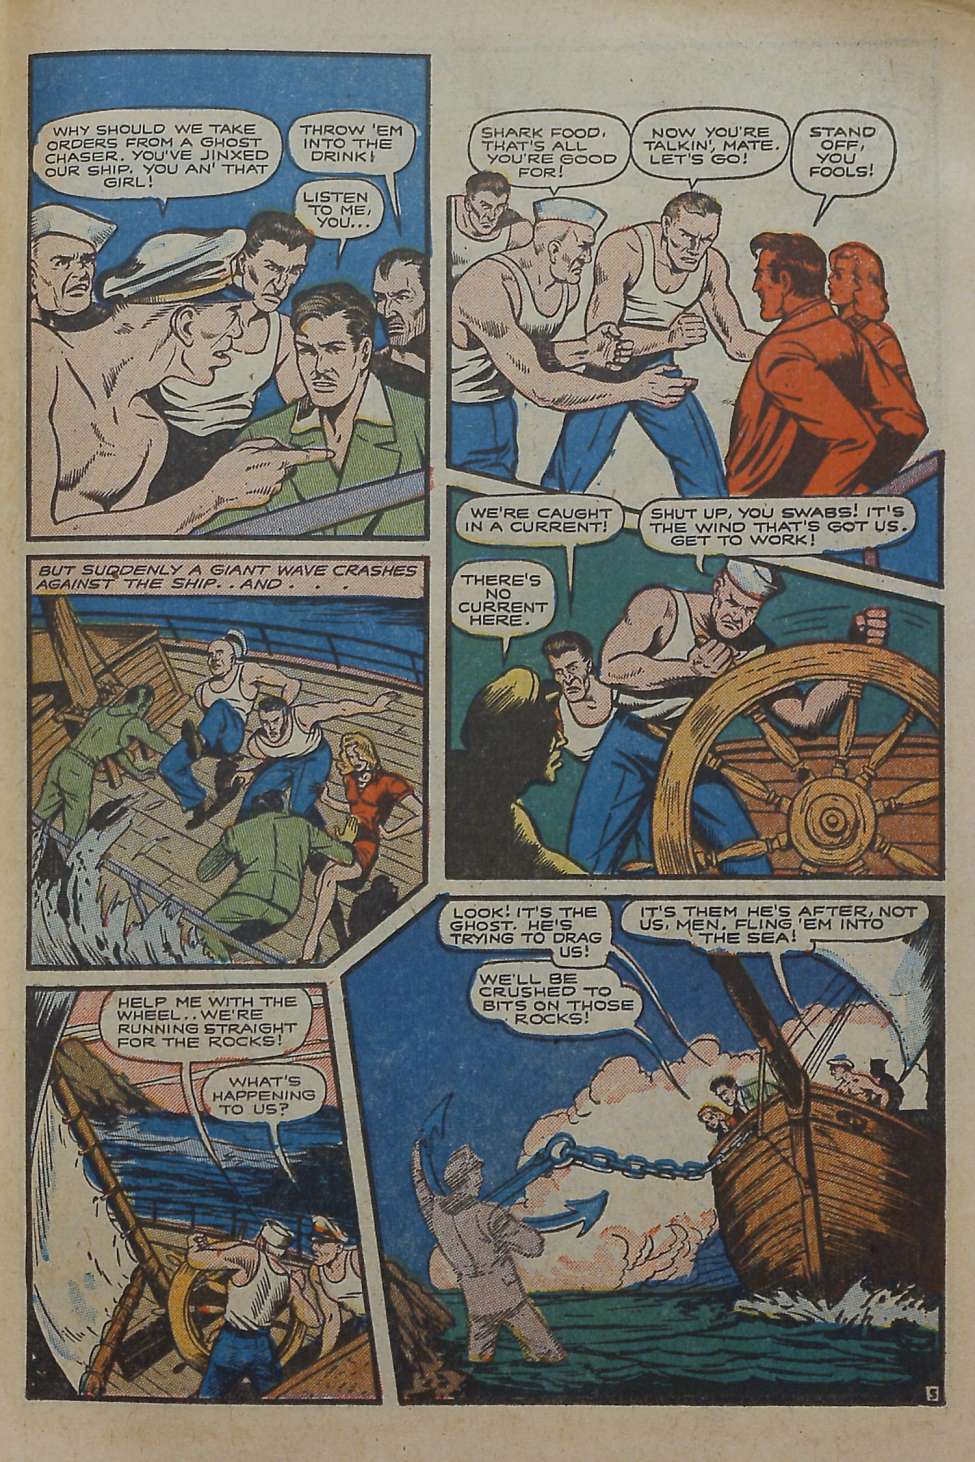 WHY SHOULD WE TAKE
ORDERS FROM A GHOST
CHASER. YOU'VE JINXED
OUR SHIP. YOU AN' THAT
GIRL!
LISTEN
TO ME,
YOU...
THROW 'EM
INTO THE
DRINK!
SHARK FOOD,
THAT'S ALL
YOU'RE GOOD
FOR!
NOW YOU'RE
TALKIN', MATE.
LET'S GO!
STAND
OFF,
YOU
FOOLS!
BUT SUDDENLY A GIANT WAVE CRASHES
AGAINST THE SHIP. . AND . . .
WE'RE CAUGHT
IN A CURRENT!
THERE'S
NO
CURRENT
HERE.
SHUT UP, YOU SWABS! IT'S
THE WIND THAT'S GOT US.
GET TO WORK!
HELP ME WITH THE
WHEEL.. WE'RE
RUNNING STRAIGHT
FOR THE ROCKS!
WHAT'S
HAPPENING
TO US?
LOOK! IT'S THE
GHOST. HE'S
TRYING TO DRAG
US!
WE'LL BE
CRUSHED TO
BITS ON THOSE
ROCKS!
IT'S THEM HE'S AFTER, NOT
US, MEN. FLING 'EM INTO
THE SEA!
5